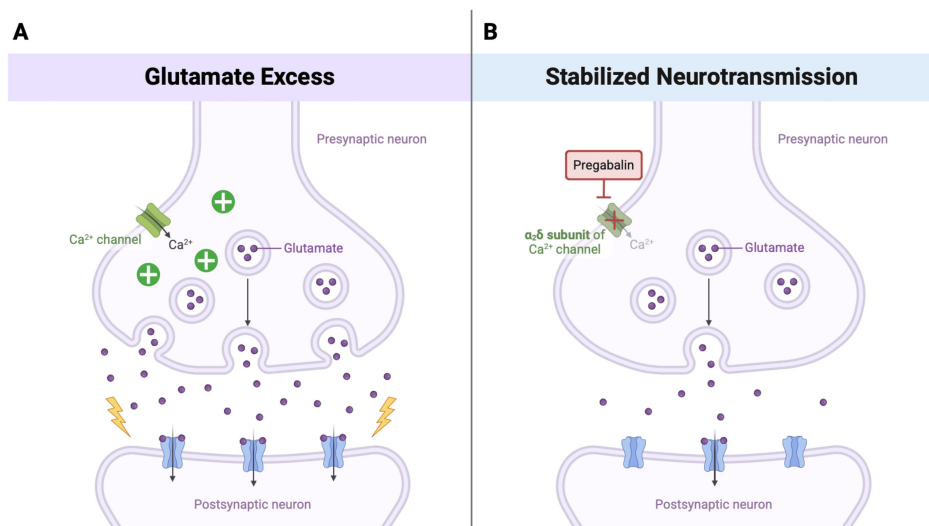 A
Glutamate Excess
Presynaptic neuron
Ca²⁺ channel
Ca²⁺
Glutamate
Postsynaptic neuron
B
Stabilized Neurotransmission
Presynaptic neuron
Pregabalin
α₂δ subunit of
Ca²⁺ channel
Ca²⁺
Glutamate
Postsynaptic neuron